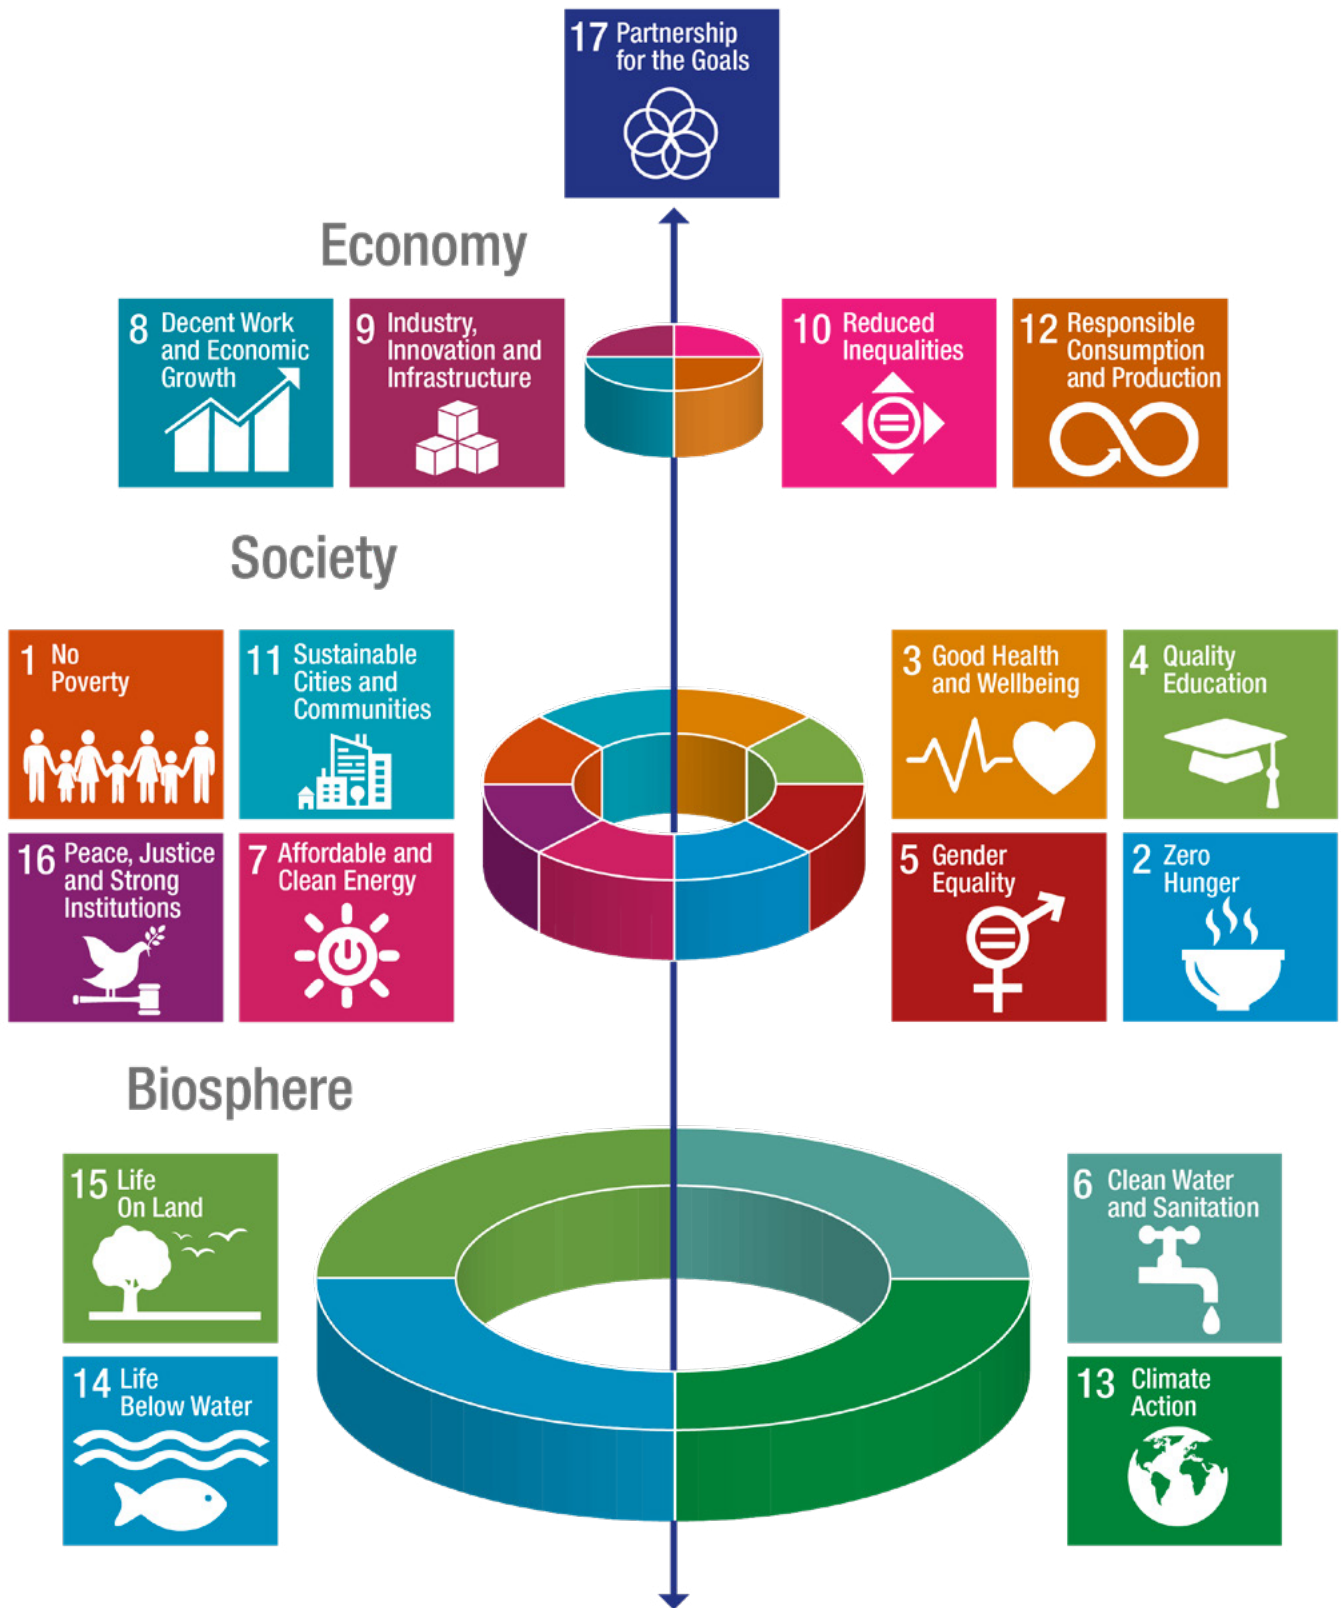 17 Partnership
for the Goals
Economy
8 Decent Work
and Economic
Growth
9 Industry,
Innovation and
Infrastructure
10 Reduced
Inequalities
12 Responsible
Consumption
and Production
Society
1 No
Poverty
11 Sustainable
Cities and
Communities
3 Good Health
and Wellbeing
4 Quality
Education
16 Peace, Justice
and Strong
Institutions
7 Affordable and
Clean Energy
5 Gender
Equality
2 Zero
Hunger
Biosphere
15 Life
On Land
6 Clean Water
and Sanitation
14 Life
Below Water
13 Climate
Action